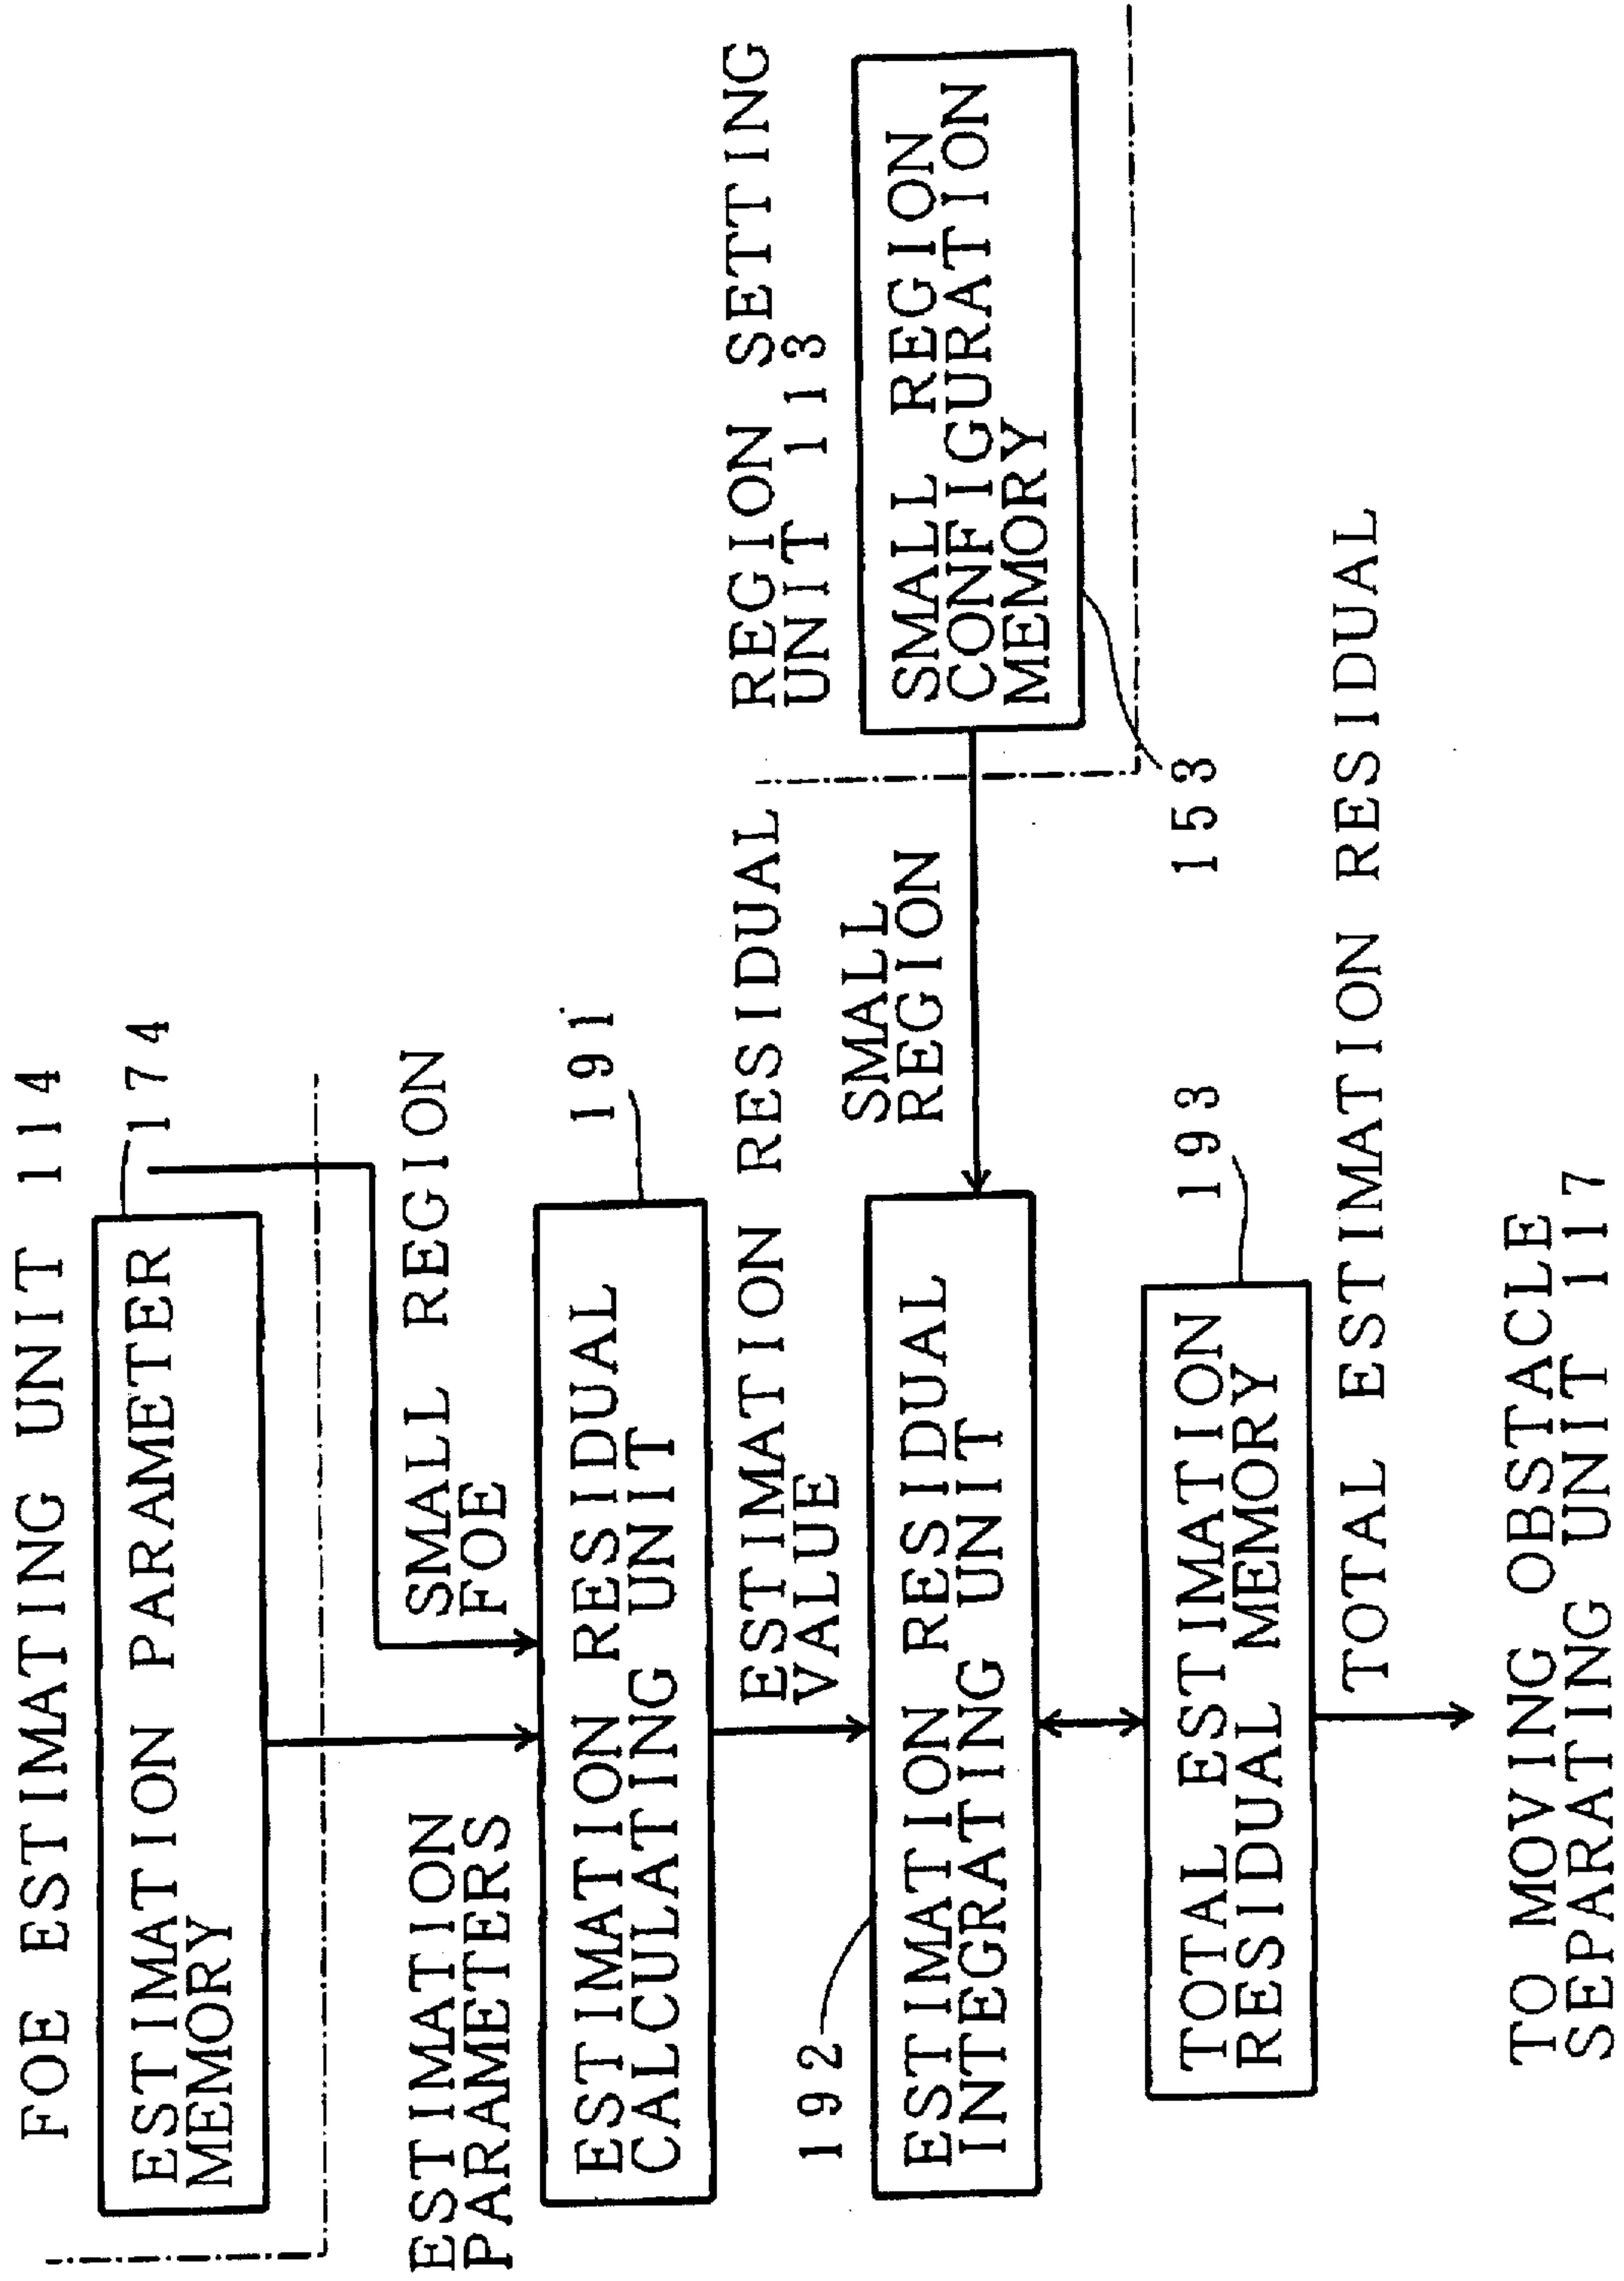 FOE ESTIMATING UNIT 114
174
ESTIMATION PARAMETER
MEMORY
ESTIMATION
PARAMETERS
SMALL REGION
FOE
191
ESTIMATION RESIDUAL
CALCULATING UNIT
ESTIMATION RESIDUAL
VALUE
REGION SETTING
UNIT 113
SMALL REGION
CONFIGURATION
MEMORY
153
SMALL
REGION
192
ESTIMATION RESIDUAL
INTEGRATING UNIT
193
TOTAL ESTIMATION
RESIDUAL MEMORY
TOTAL ESTIMATION RESIDUAL
TO MOVING OBSTACLE
SEPARATING UNIT 117